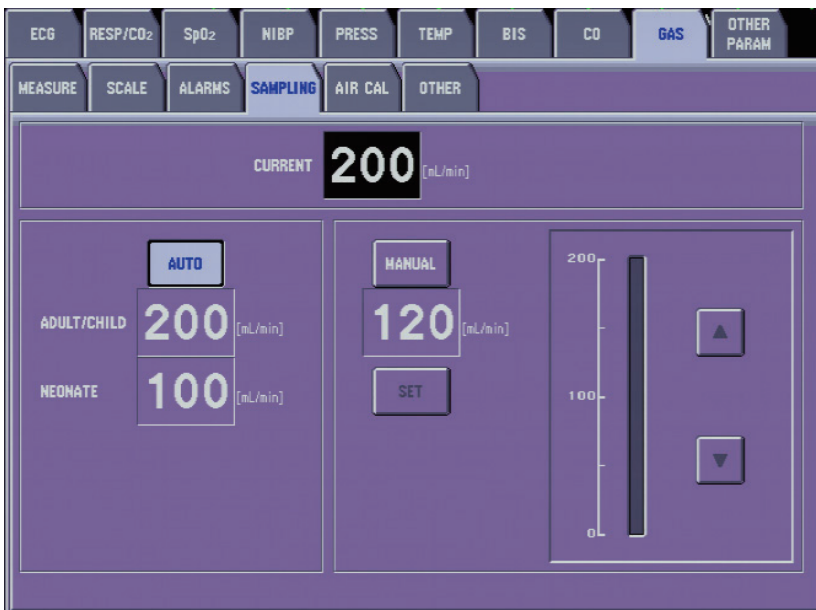 ECG RESP/CO2 SpO2 NIBP PRESS TEMP BIS CO GAS OTHER PARAM
MEASURE SCALE ALARMS SAMPLING AIR CAL OTHER
CURRENT 200 [mL/min]
AUTO
ADULT/CHILD 200 [mL/min]
NEONATE 100 [mL/min]
MANUAL
120 [mL/min]
SET
200
100
0